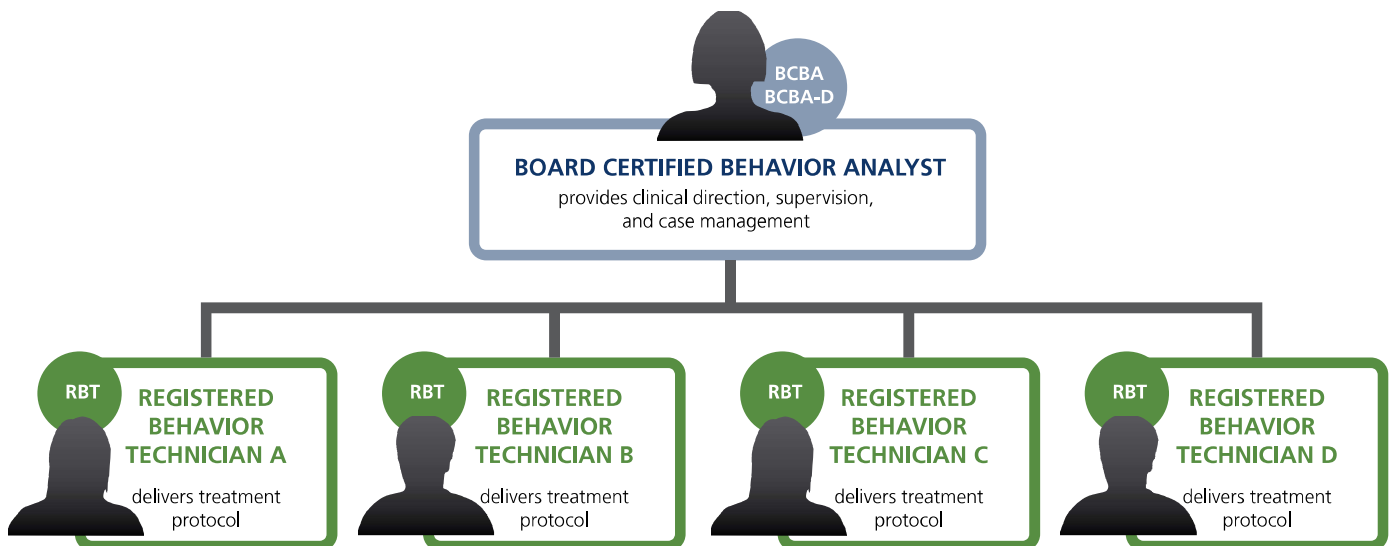 BCBA
BCBA-D
BOARD CERTIFIED BEHAVIOR ANALYST
provides clinical direction, supervision,
and case management
RBT
REGISTERED
BEHAVIOR
TECHNICIAN A
delivers treatment
protocol
RBT
REGISTERED
BEHAVIOR
TECHNICIAN B
delivers treatment
protocol
RBT
REGISTERED
BEHAVIOR
TECHNICIAN C
delivers treatment
protocol
RBT
REGISTERED
BEHAVIOR
TECHNICIAN D
delivers treatment
protocol